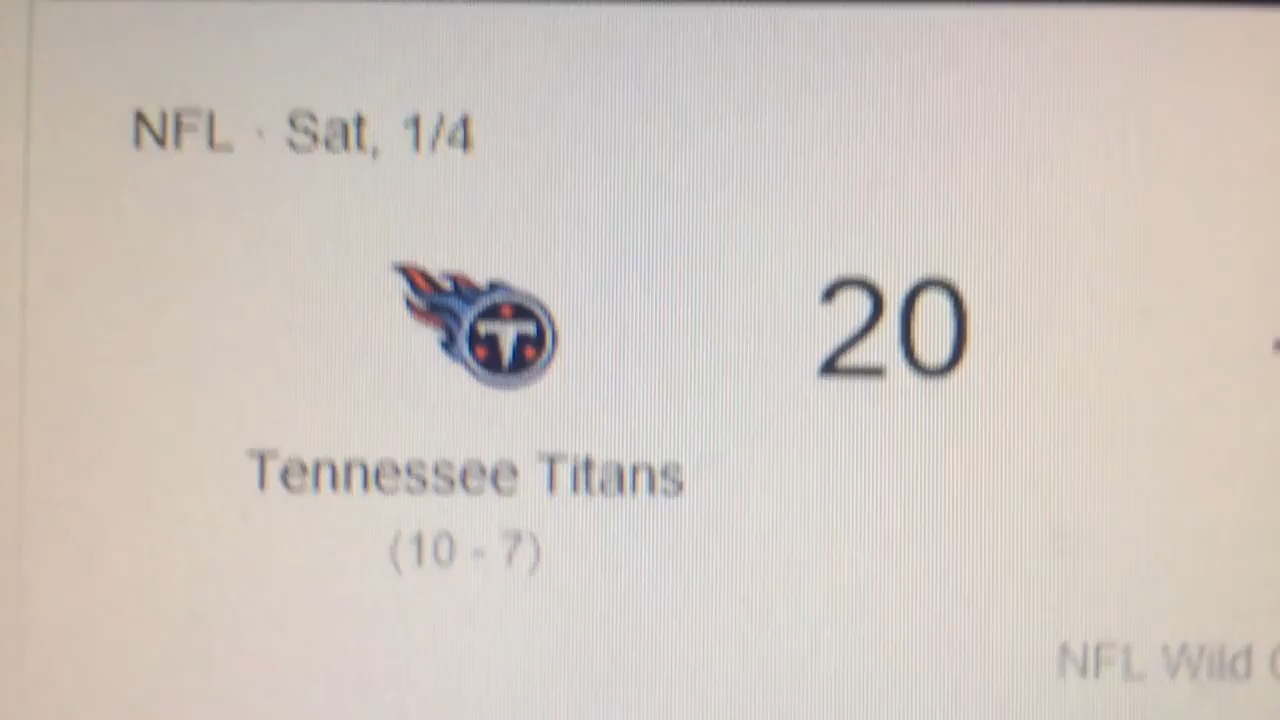 NFL · Sat, 1/4
T
20
Tennessee Titans
(10 - 7)
NFL Wild